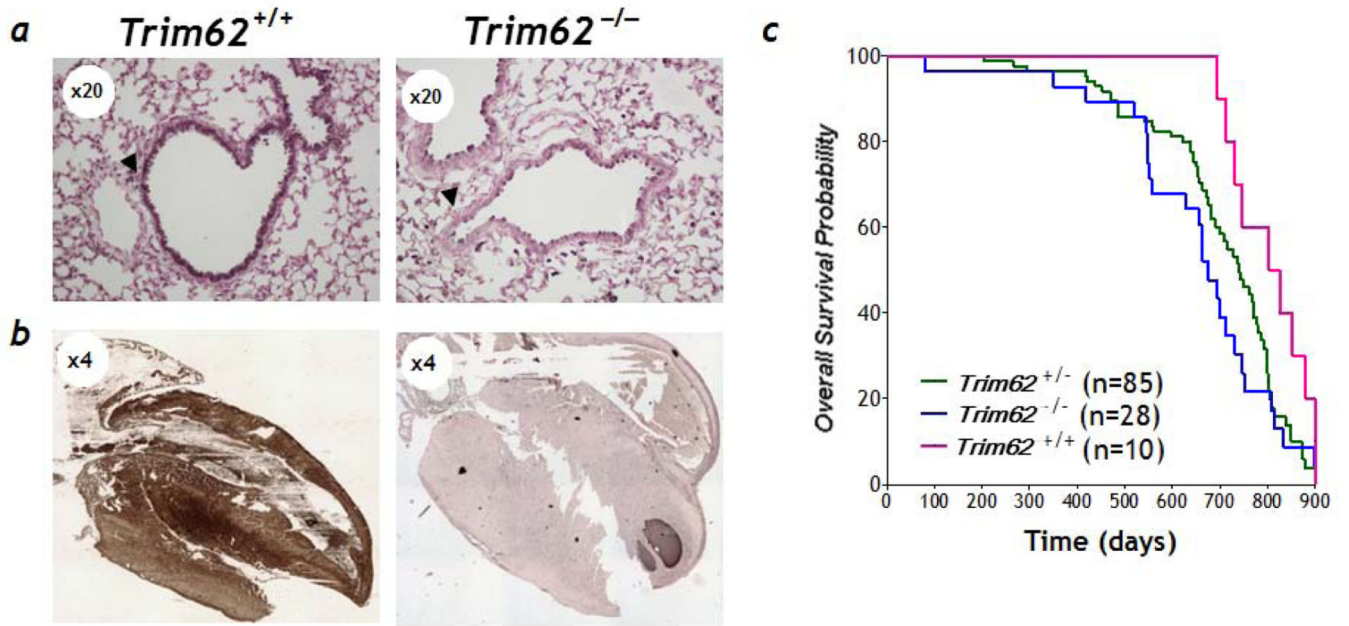 a Trim62+/+ Trim62−/− c
x20 x20
b
x4 x4
100
80
60
40
20
0
Overall Survival Probability
Trim62+/- (n=85)
Trim62-/- (n=28)
Trim62+/+ (n=10)
0 100 200 300 400 500 600 700 800 900
Time (days)